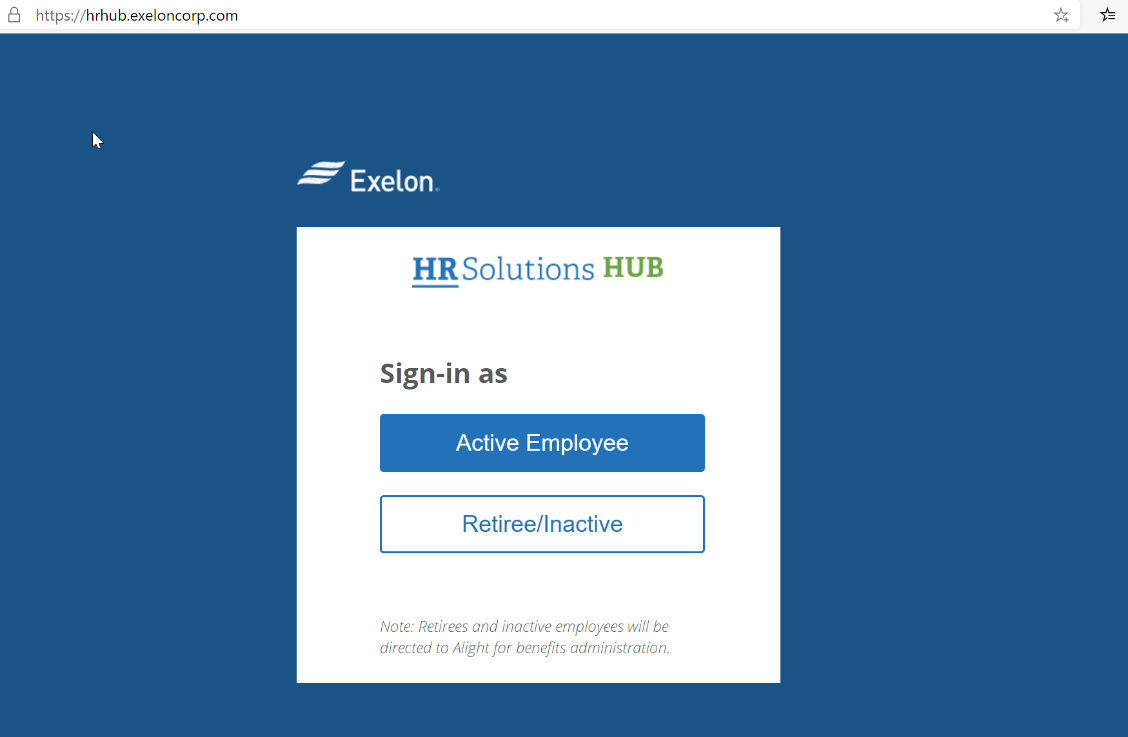 https://hrhub.exeloncorp.com
Exelon.
HR Solutions HUB
Sign-in as
Active Employee
Retiree/Inactive
Note: Retirees and inactive employees will be
directed to Alight for benefits administration.